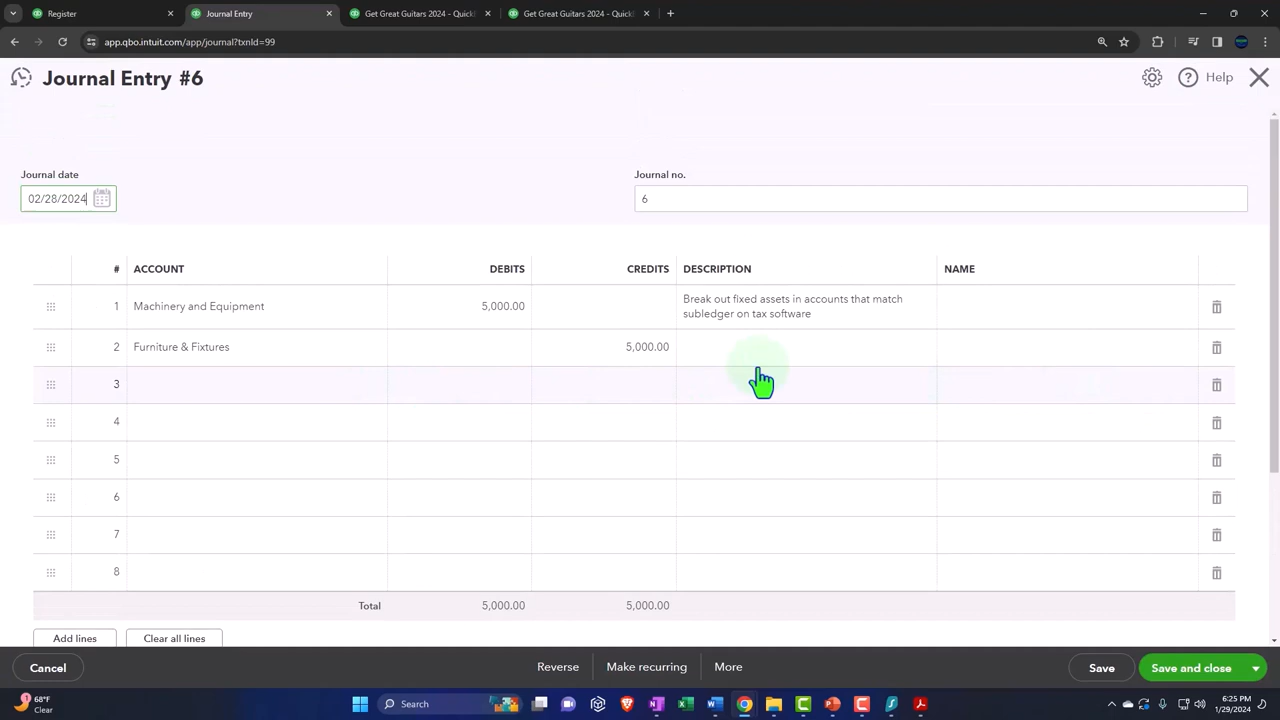 Register
Journal Entry
Get Great Guitars 2024 - QuickB
Get Great Guitars 2024 - QuickB
app.qbo.intuit.com/app/journal?txnId=99
Journal Entry #6
Help
Journal date
Journal no.
02/28/2024
6
# ACCOUNT DEBITS CREDITS DESCRIPTION NAME
1 Machinery and Equipment 5,000.00 Break out fixed assets in accounts that match
subledger on tax software
2 Furniture & Fixtures 5,000.00
3
4
5
6
7
8
Total 5,000.00 5,000.00
Add lines Clear all lines
Cancel Reverse Make recurring More Save Save and close
68°F
Clear
Search
6:25 PM
1/29/2024